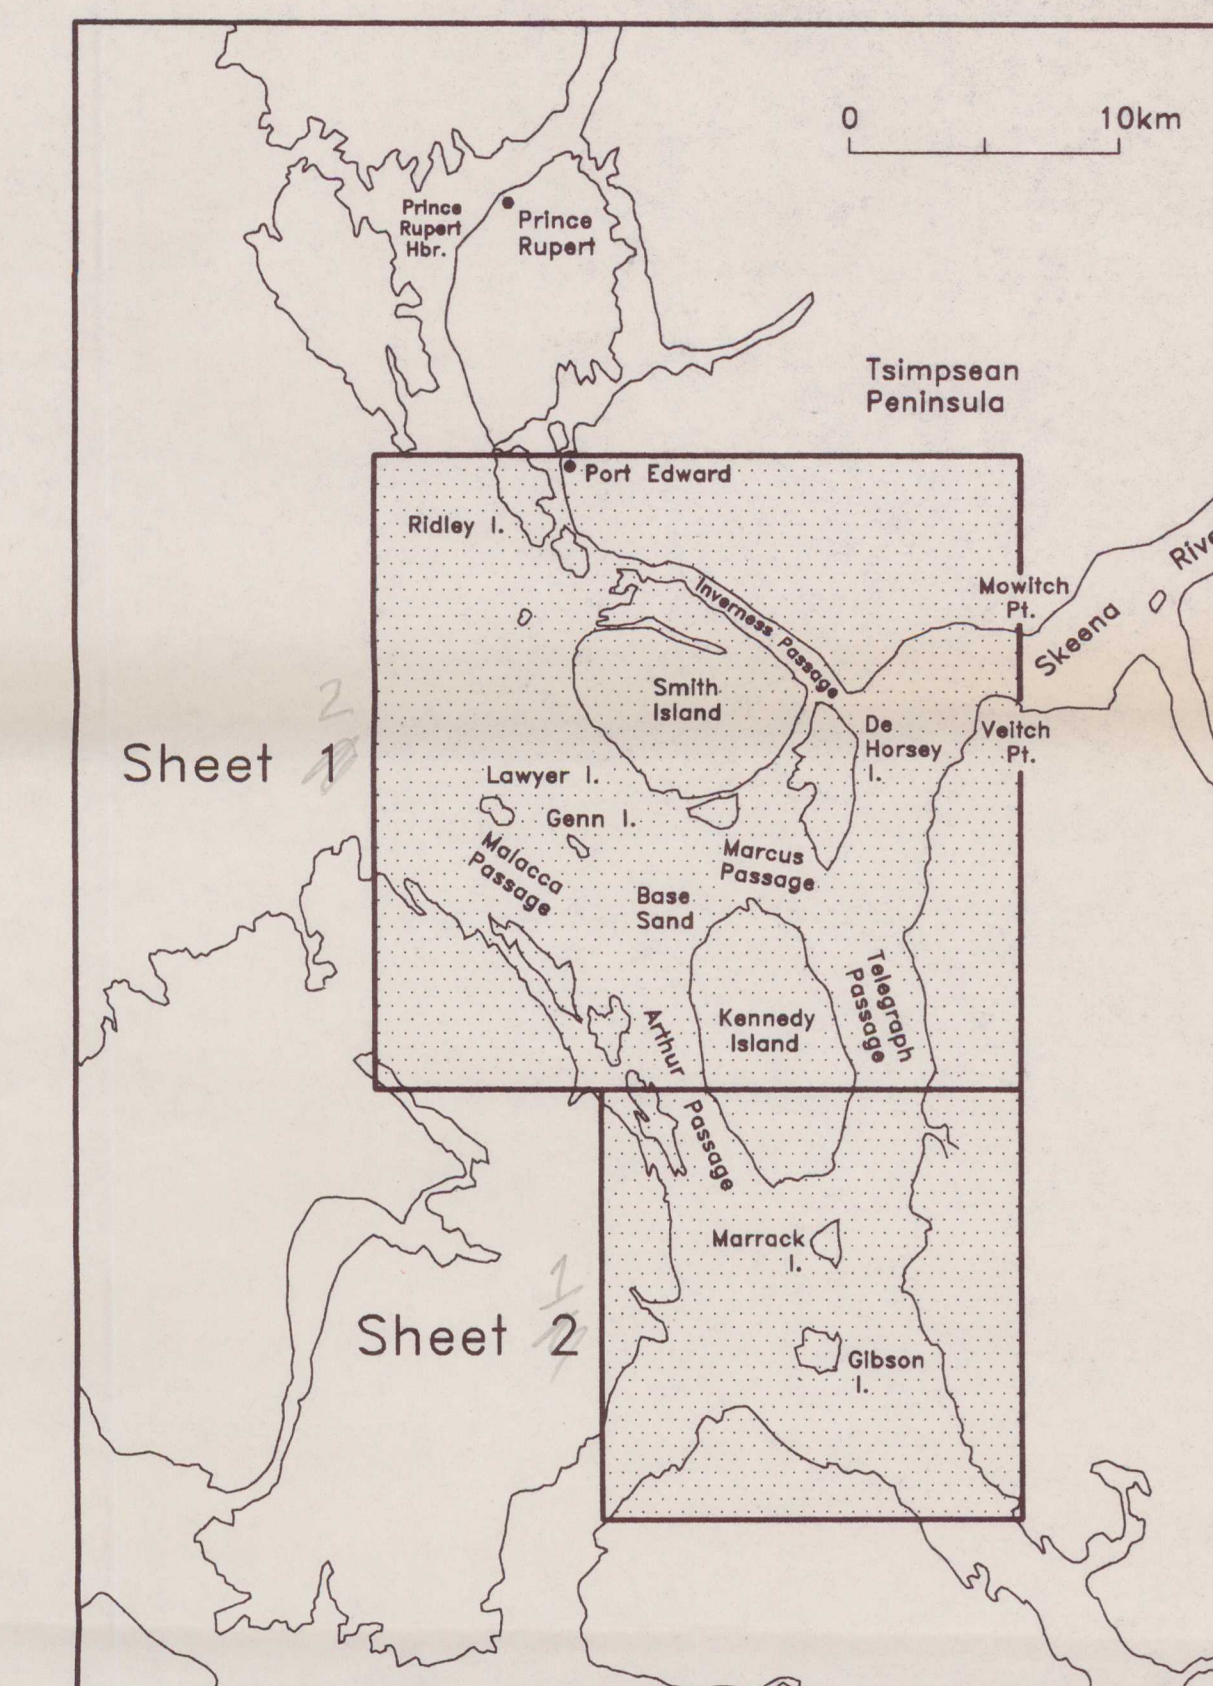 0 10km
Prince
Rupert
Hbr.
Prince
Rupert
Tsimpsean
Peninsula
Port Edward
Ridley I.
Mowitch
Pt.
Skeena
Inverness Passage
Smith
Island
De
Horsey
I.
Veitch
Pt.
2
Sheet 1
Lawyer I.
Genn I.
Malacca
Passage
Marcus
Passage
Base
Sand
Telegraph
Passage
Kennedy
Island
Arthur
Passage
Marrack
I.
1
Sheet 2
Gibson
I.